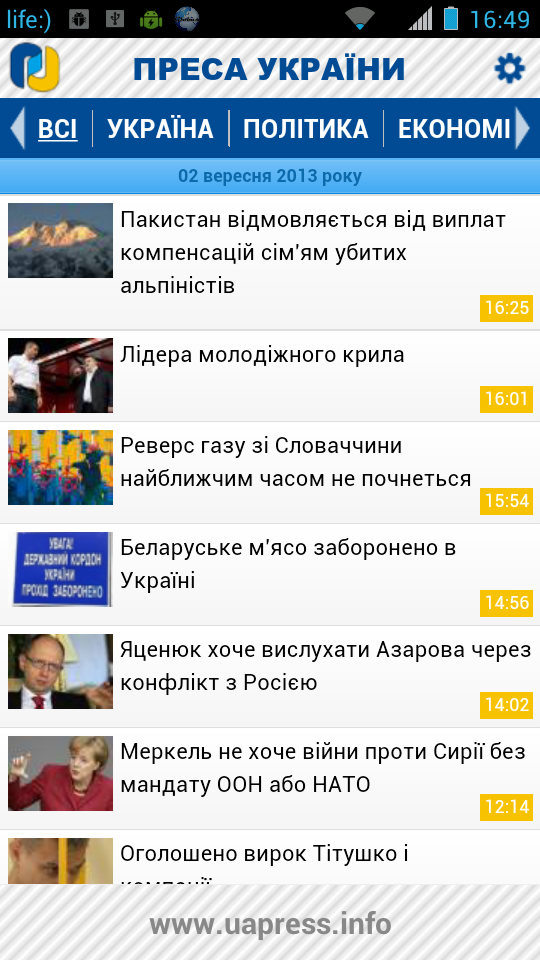 life:) 16:49
ПРЕСА УКРАЇНИ
ВСІ УКРАЇНА ПОЛІТИКА ЕКОНОМІ
02 вересня 2013 року
Пакистан відмовляється від виплат
компенсацій сім'ям убитих
альпіністів
16:25
Лідера молодіжного крила
16:01
Реверс газу зі Словаччини
найближчим часом не почнеться
15:54
УВАГА!
ДЕРЖАВНИЙ КОРДОН
УКРАЇНИ
ПРОХІД ЗАБОРОНЕНО
Беларуське м'ясо заборонено в
Україні
14:56
Яценюк хоче вислухати Азарова через
конфлікт з Росією
14:02
Меркель не хоче війни проти Сирії без
мандату ООН або НАТО
12:14
Оголошено вирок Тітушко і
www.uapress.info